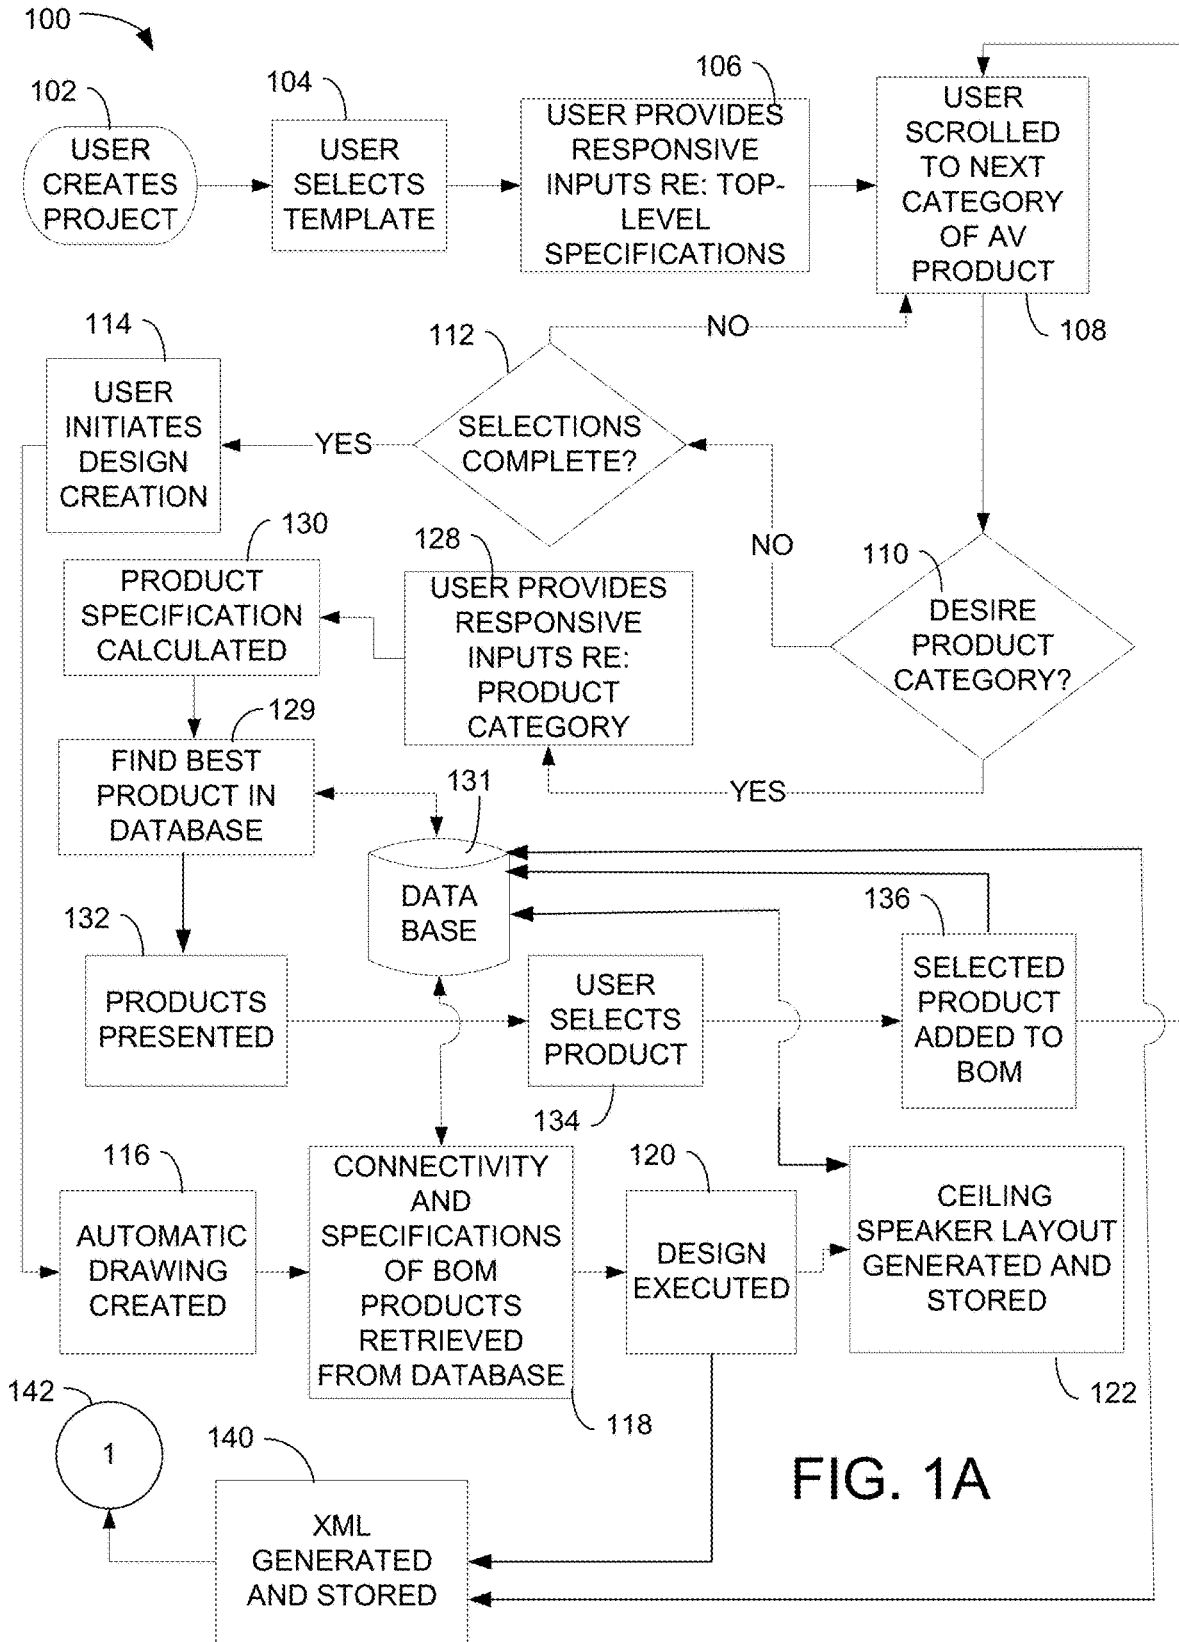 100
102
USER
CREATES
PROJECT
104
USER
SELECTS
TEMPLATE
106
USER PROVIDES
RESPONSIVE
INPUTS RE: TOP-
LEVEL
SPECIFICATIONS
USER
SCROLLED
TO NEXT
CATEGORY
OF AV
PRODUCT
108
114
USER
INITIATES
DESIGN
CREATION
YES
112
SELECTIONS
COMPLETE?
NO
NO
110
DESIRE
PRODUCT
CATEGORY?
YES
128
USER PROVIDES
RESPONSIVE
INPUTS RE:
PRODUCT
CATEGORY
130
PRODUCT
SPECIFICATION
CALCULATED
129
FIND BEST
PRODUCT IN
DATABASE
131
DATA
BASE
132
PRODUCTS
PRESENTED
USER
SELECTS
PRODUCT
134
136
SELECTED
PRODUCT
ADDED TO
BOM
116
AUTOMATIC
DRAWING
CREATED
CONNECTIVITY
AND
SPECIFICATIONS
OF BOM
PRODUCTS
RETRIEVED
FROM DATABASE
118
120
DESIGN
EXECUTED
CEILING
SPEAKER LAYOUT
GENERATED AND
STORED
122
142
1
140
XML
GENERATED
AND STORED
FIG. 1A